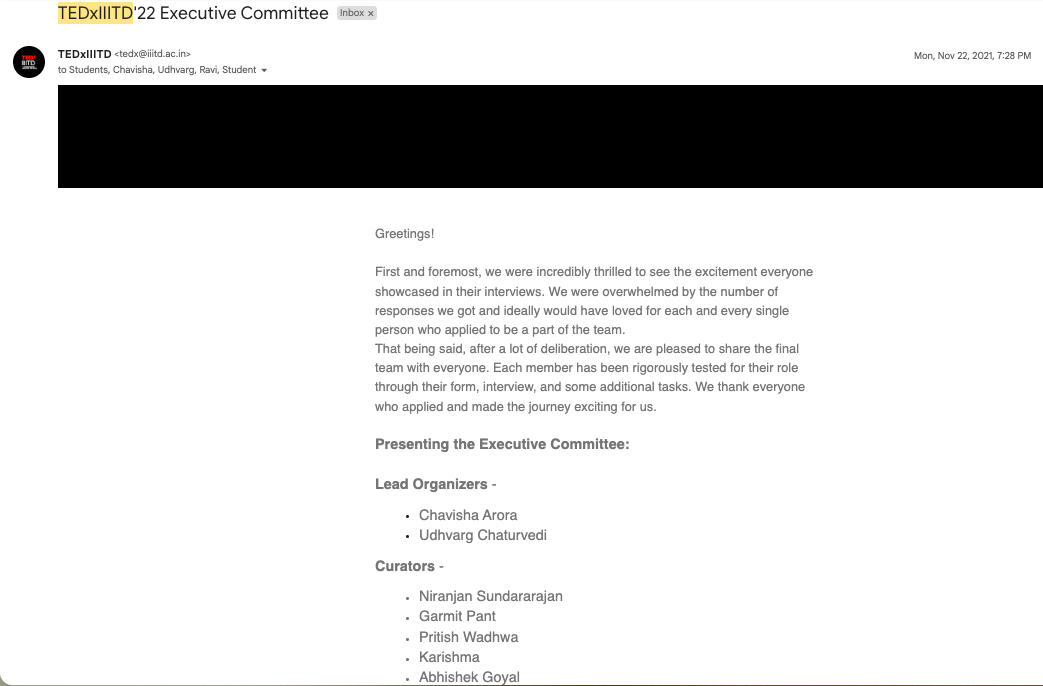 TEDxIIITD'22 Executive Committee Inbox x
TEDxIIITD <tedx@iiitd.ac.in>
Mon, Nov 22, 2021, 7:28 PM
to Students, Chavisha, Udhvarg, Ravi, Student
Greetings!
First and foremost, we were incredibly thrilled to see the excitement everyone
showcased in their interviews. We were overwhelmed by the number of
responses we got and ideally would have loved for each and every single
person who applied to be a part of the team.
That being said, after a lot of deliberation, we are pleased to share the final
team with everyone. Each member has been rigorously tested for their role
through their form, interview, and some additional tasks. We thank everyone
who applied and made the journey exciting for us.
Presenting the Executive Committee:
Lead Organizers -
• Chavisha Arora
• Udhvarg Chaturvedi
Curators -
• Niranjan Sundararajan
• Garmit Pant
• Pritish Wadhwa
• Karishma
• Abhishek Goyal